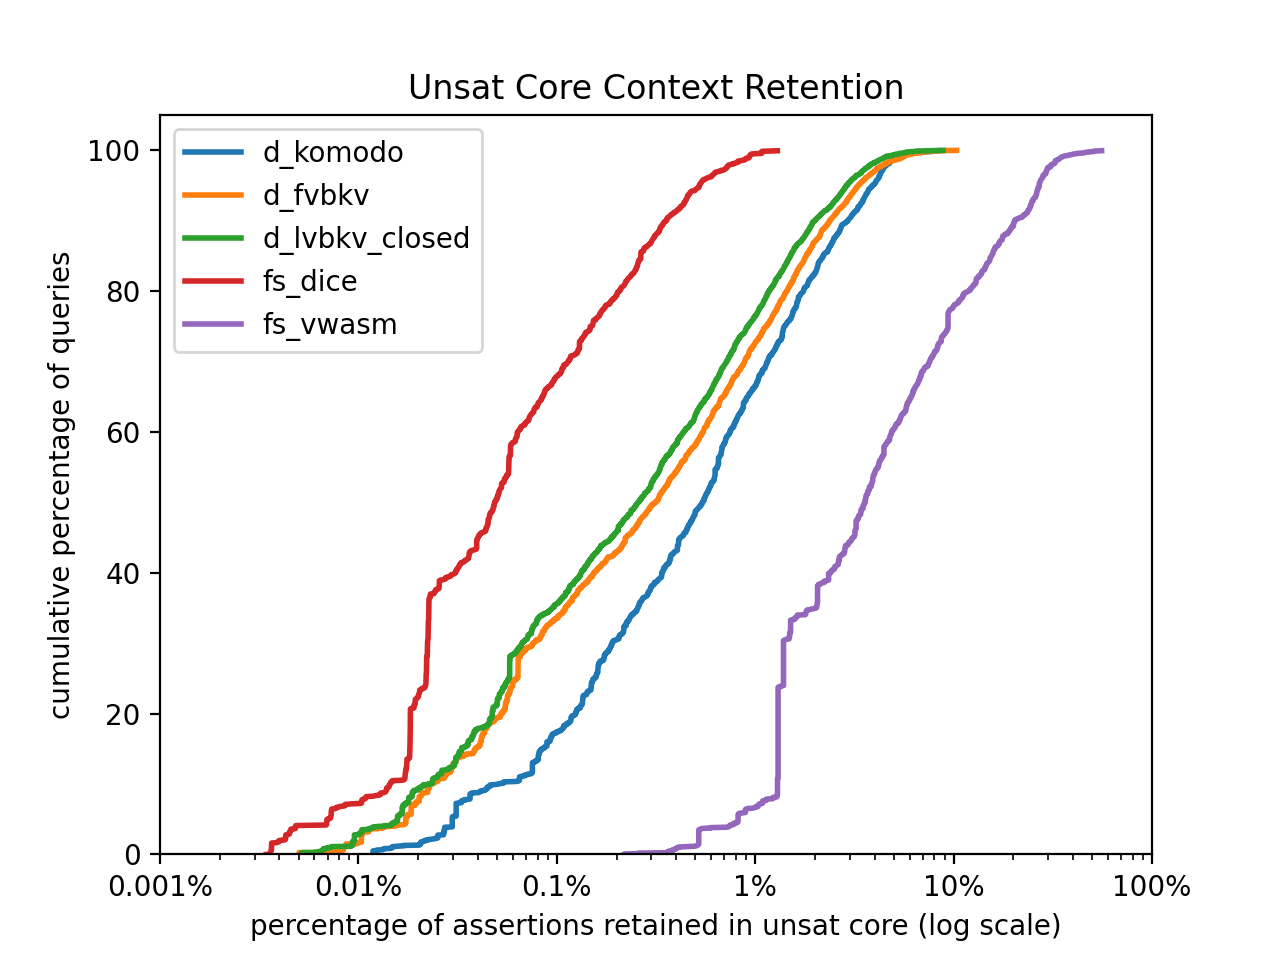 Unsat Core Context Retention
d_komodo
d_fvbkv
d_lvbkv_closed
fs_dice
fs_vwasm
100
80
60
40
20
0
cumulative percentage of queries
0.001%
0.01%
0.1%
1%
10%
100%
percentage of assertions retained in unsat core (log scale)